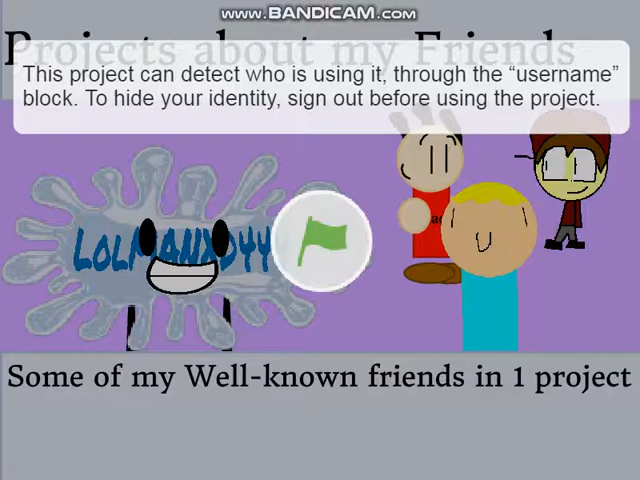 www.BANDICAM.com
Projects about my Friends
This project can detect who is using it, through the “username”
block. To hide your identity, sign out before using the project.
LOLMANXD44
Some of my Well-known friends in 1 project